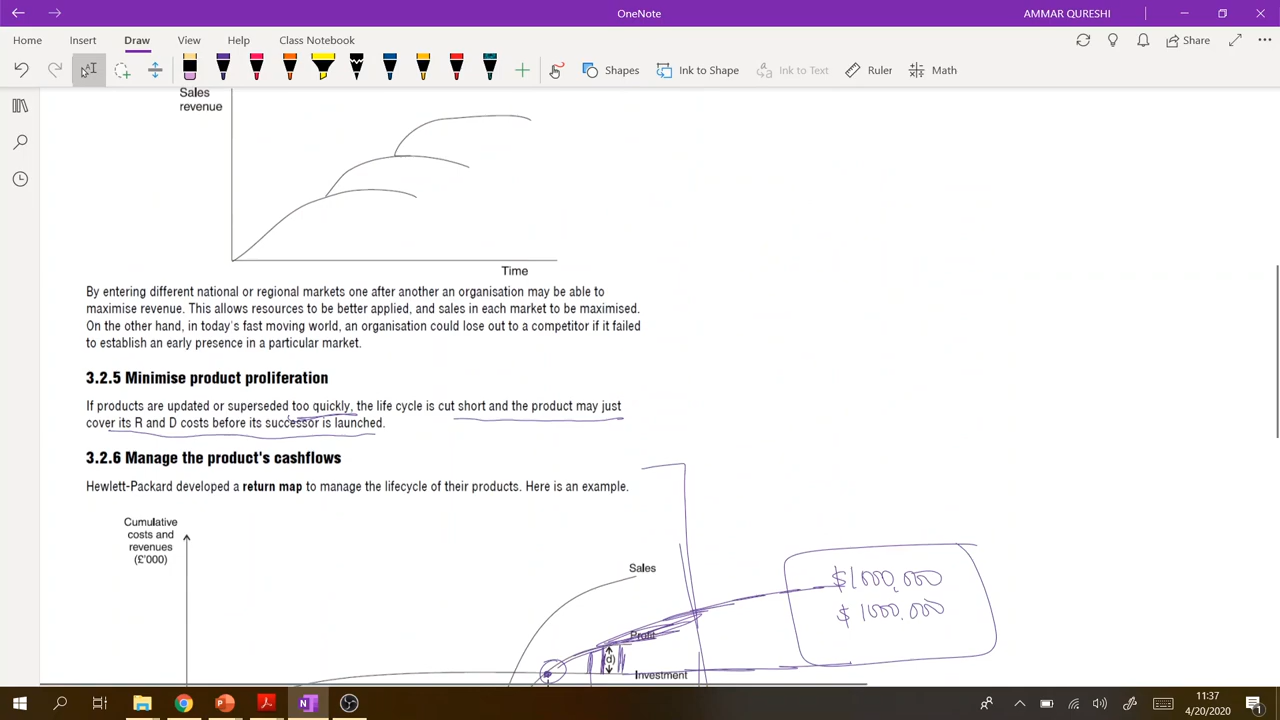 OneNote
AMMAR QURESHI
Home Insert Draw View Help Class Notebook
Share
Shapes Ink to Shape Ink to Text Ruler Math
Sales
revenue
Time
By entering different national or regional markets one after another an organisation may be able to
maximise revenue. This allows resources to be better applied, and sales in each market to be maximised.
On the other hand, in today's fast moving world, an organisation could lose out to a competitor if it failed
to establish an early presence in a particular market.
3.2.5 Minimise product proliferation
If products are updated or superseded too quickly, the life cycle is cut short and the product may just
cover its R and D costs before its successor is launched.
3.2.6 Manage the product's cashflows
Hewlett-Packard developed a return map to manage the lifecycle of their products. Here is an example.
Cumulative
costs and
revenues
(£'000)
Sales
$1000,000
$1000,000
Profit
(d)
Investment
11:37
4/20/2020